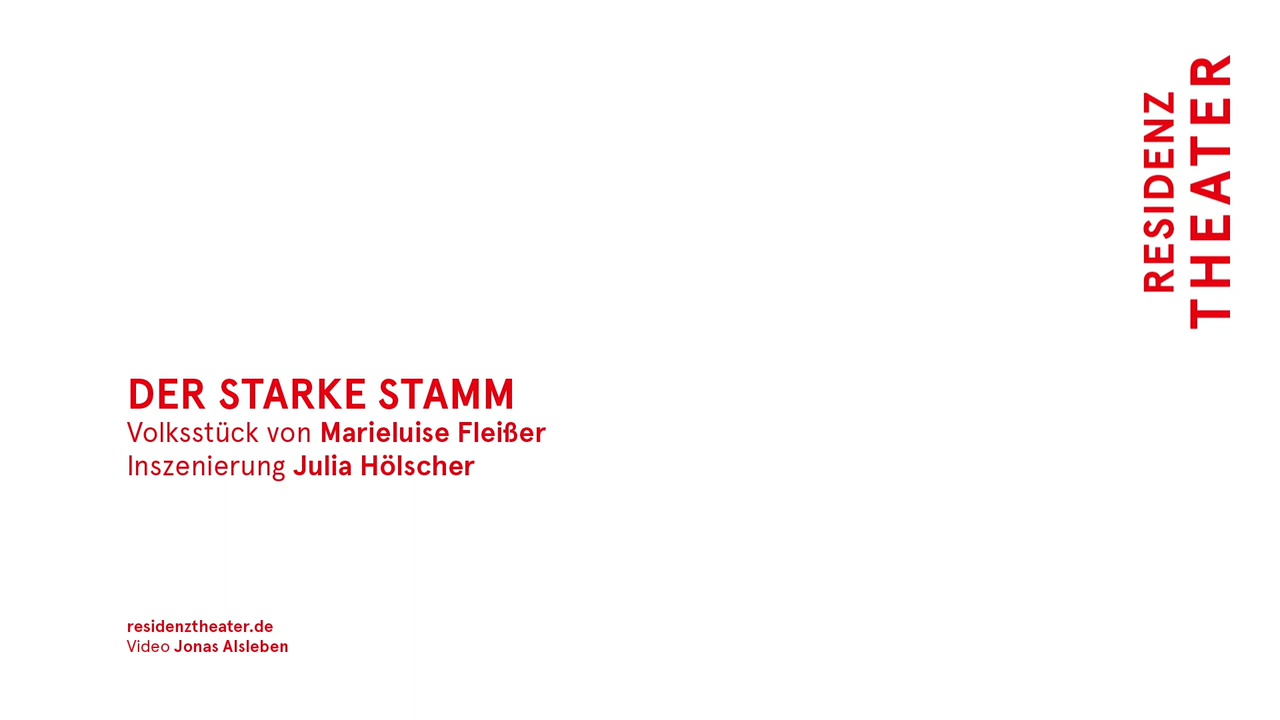 RESIDENZ
THEATER
DER STARKE STAMM
Volksstück von Marieluise Fleißer
Inszenierung Julia Hölscher
residenztheater.de
Video Jonas Alsleben